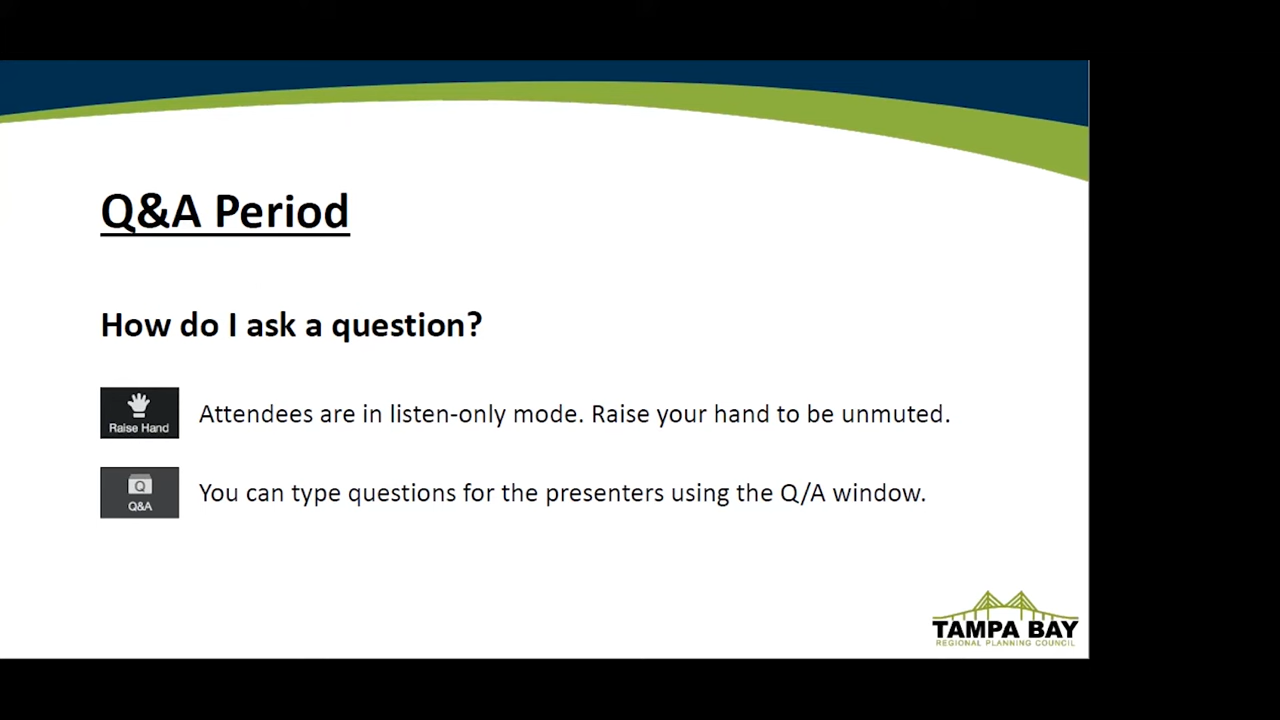 Q&A Period
How do I ask a question?
Raise Hand
Attendees are in listen-only mode. Raise your hand to be unmuted.
Q
Q&A
You can type questions for the presenters using the Q/A window.
TAMPA BAY
REGIONAL PLANNING COUNCIL